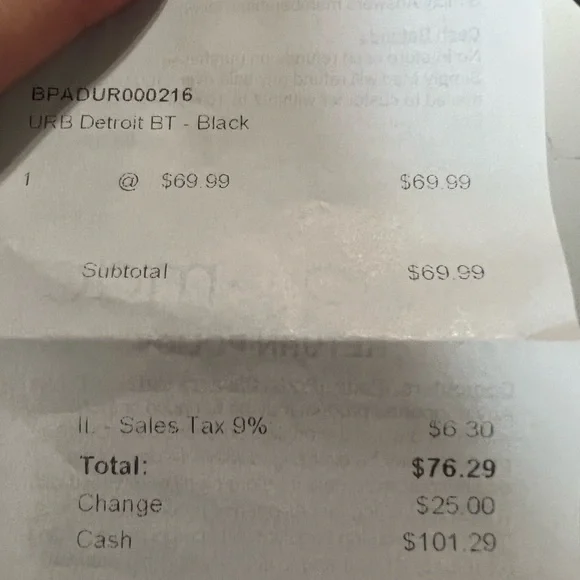 BPADUR000216
URB Detroit BT - Black
1 @ $69.99 $69.99
Subtotal $69.99
IL - Sales Tax 9% $6.30
Total: $76.29
Change $25.00
Cash $101.29